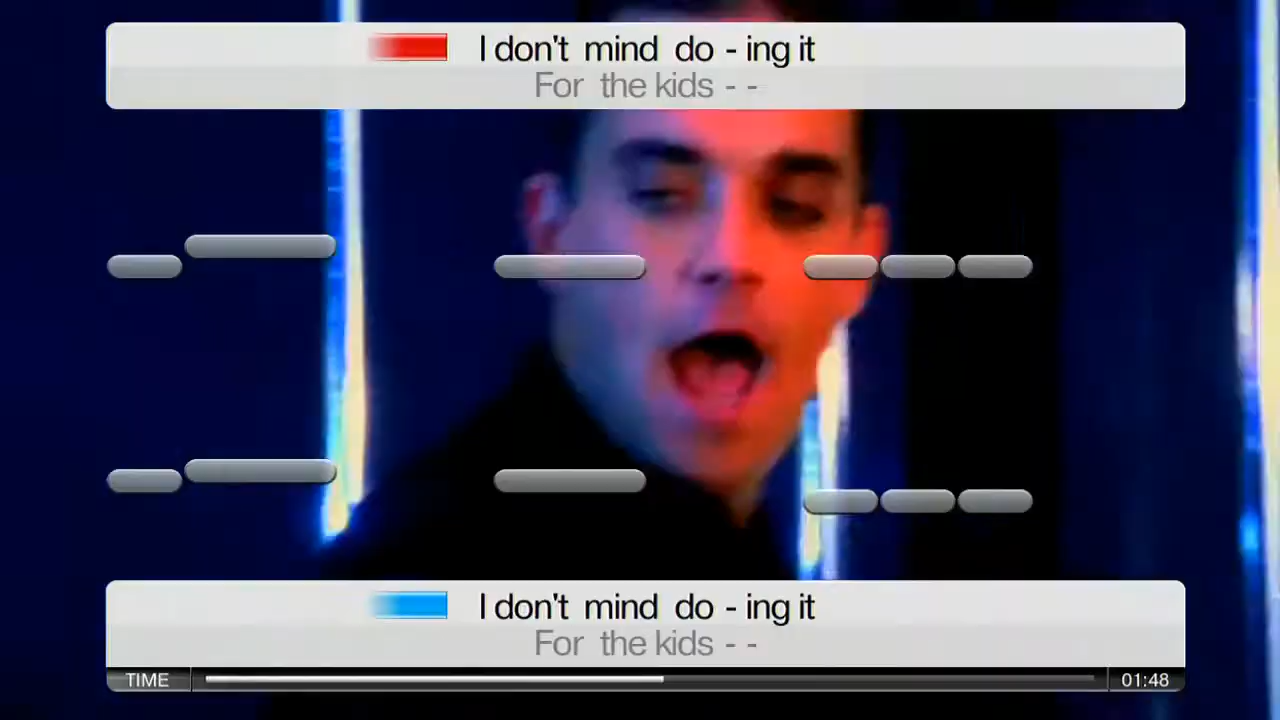 I don't mind do - ing it
For the kids - -
I don't mind do - ing it
For the kids - -
TIME 01:48